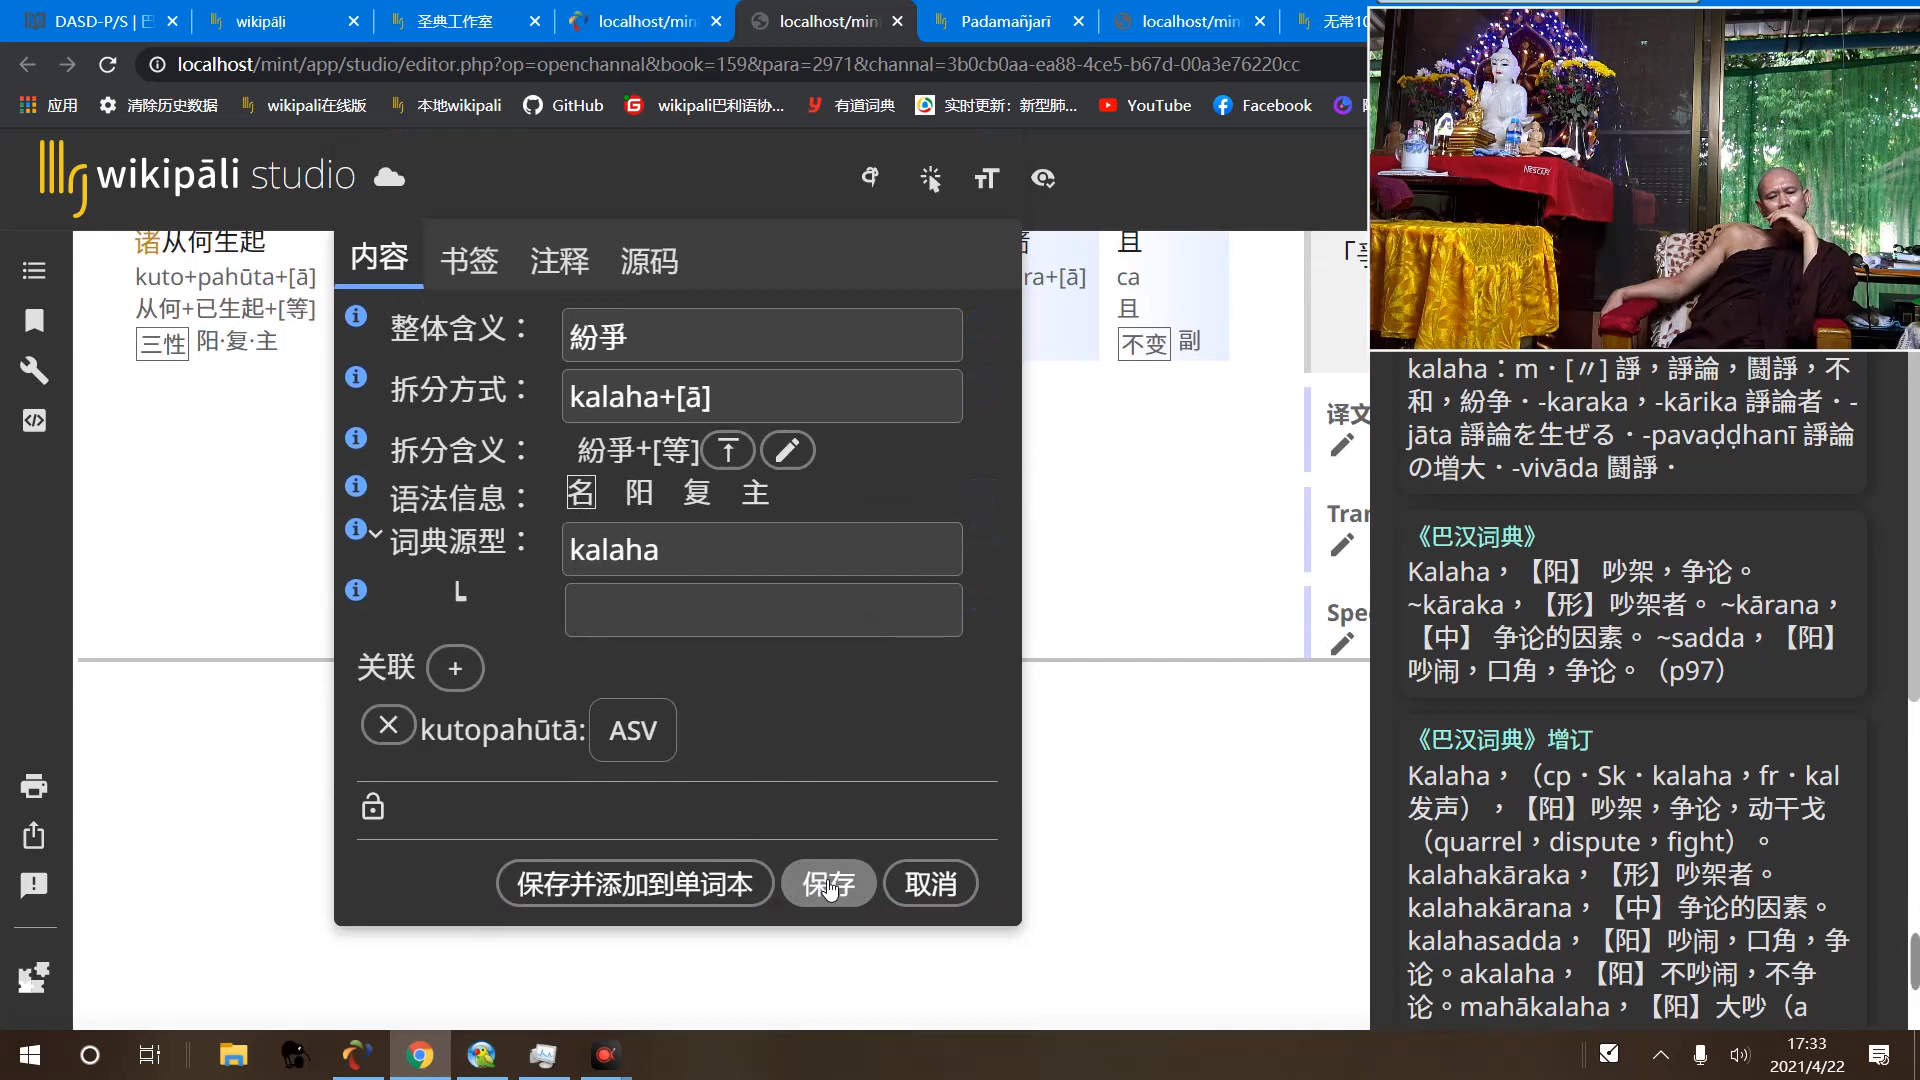 DASD-P/S | 巴
wikipāḷi
圣典工作室
localhost/min
localhost/min
Padamañjarī
localhost/min
无常10
localhost/mint/app/studio/editor.php?op=openchannal&book=159&para=2971&channal=3b0cb0aa-ea88-4ce5-b67d-00a3e76220cc
应用
清除历史数据
wikipali在线版
本地wikipali
GitHub
wikipali巴利语协...
有道词典
实时更新：新型肺...
YouTube
Facebook
wikipāli studio
诸从何生起
kuto+pahūta+[ā]
从何+已生起+[等]
三性 阳·复·主
内容 书签 注释 源码
ra+[ā]
且
ca
且
不变 副
整体含义： 紛爭
拆分方式： kalaha+[ā]
拆分含义： 紛爭+[等]
语法信息： 名 阳 复 主
词典源型： kalaha
关联 +
kutopahūtā: ASV
保存并添加到单词本 保存 取消
译文
Tran
Spe
NESCAFÉ
kalaha：m・[〃] 諍，諍論，鬪諍，不
和，紛争・-karaka，-kārika 諍論者・-
jāta 諍論を生ぜる・-pavaḍḍhanī 諍論
の増大・-vivāda 鬪諍・
《巴汉词典》
Kalaha，【阳】 吵架，争论。
~kāraka，【形】吵架者。 ~kārana，
【中】 争论的因素。 ~sadda，【阳】
吵闹，口角，争论。（p97）
《巴汉词典》增订
Kalaha，（cp・Sk・kalaha，fr・kal
发声），【阳】吵架，争论，动干戈
（quarrel，dispute，fight）。
kalahakāraka，【形】吵架者。
kalahakārana，【中】争论的因素。
kalahasadda，【阳】吵闹，口角，争
论。akalaha，【阳】不吵闹，不争
论。mahākalaha，【阳】大吵（a
17:33
2021/4/22